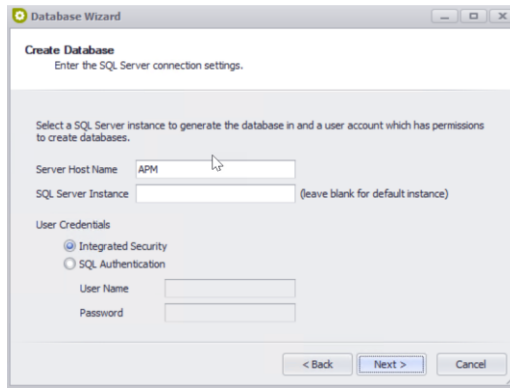 Database Wizard
Create Database
Enter the SQL Server connection settings.
Select a SQL Server instance to generate the database in and a user account which has permissions
to create databases.
Server Host Name APM
SQL Server Instance (leave blank for default instance)
User Credentials
Integrated Security
SQL Authentication
User Name
Password
< Back Next > Cancel